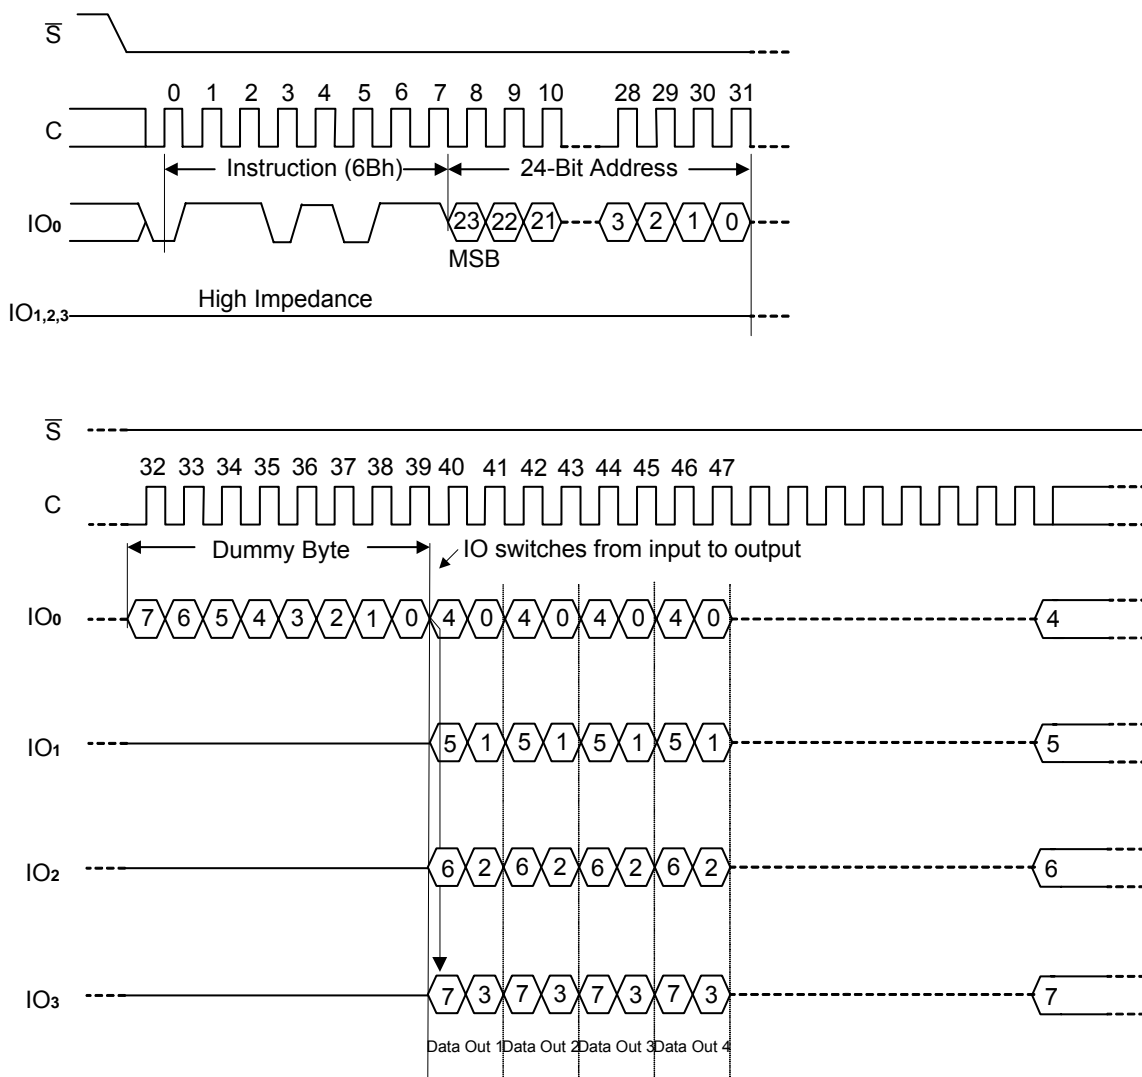 S
0 1 2 3 4 5 6 7 8 9 10 28 29 30 31
C
Instruction (6Bh) 24-Bit Address
IO0 23 22 21 3 2 1 0
MSB
High Impedance
IO1,2,3
S
32 33 34 35 36 37 38 39 40 41 42 43 44 45 46 47
C
Dummy Byte IO switches from input to output
IO0 7 6 5 4 3 2 1 0 4 0 4 0 4 0 4 0 4
IO1 5 1 5 1 5 1 5 1 5
IO2 6 2 6 2 6 2 6 2 6
IO3 7 3 7 3 7 3 7 3 7
Data Out 1 Data Out 2 Data Out 3 Data Out 4